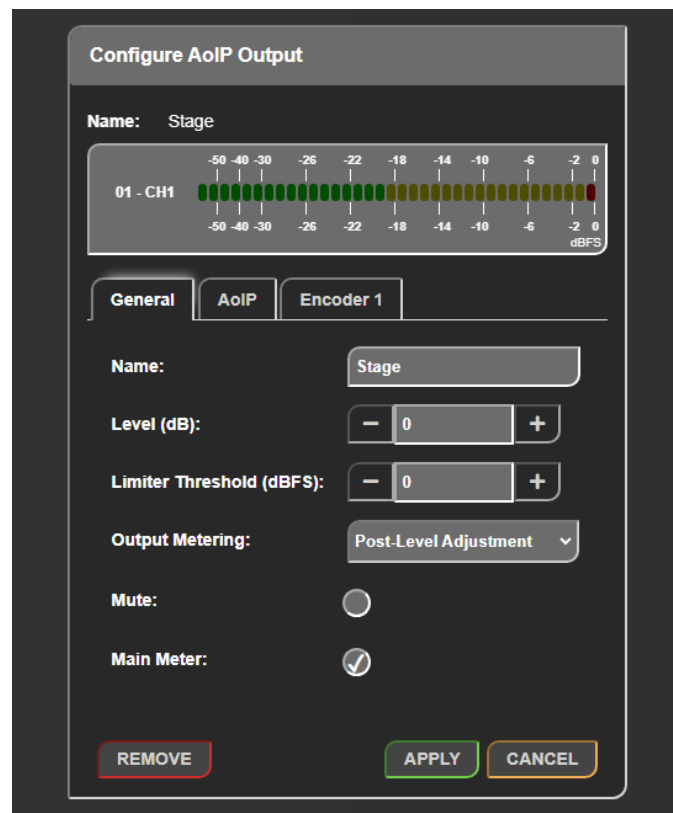 Configure AoIP Output
Name: Stage
-50 -40 -30 -26 -22 -18 -14 -10 -6 -2 0
01 - CH1
-50 -40 -30 -26 -22 -18 -14 -10 -6 -2 0
dBFS
General AoIP Encoder 1
Name: Stage
Level (dB): − 0 +
Limiter Threshold (dBFS): − 0 +
Output Metering: Post-Level Adjustment
Mute:
Main Meter:
REMOVE APPLY CANCEL